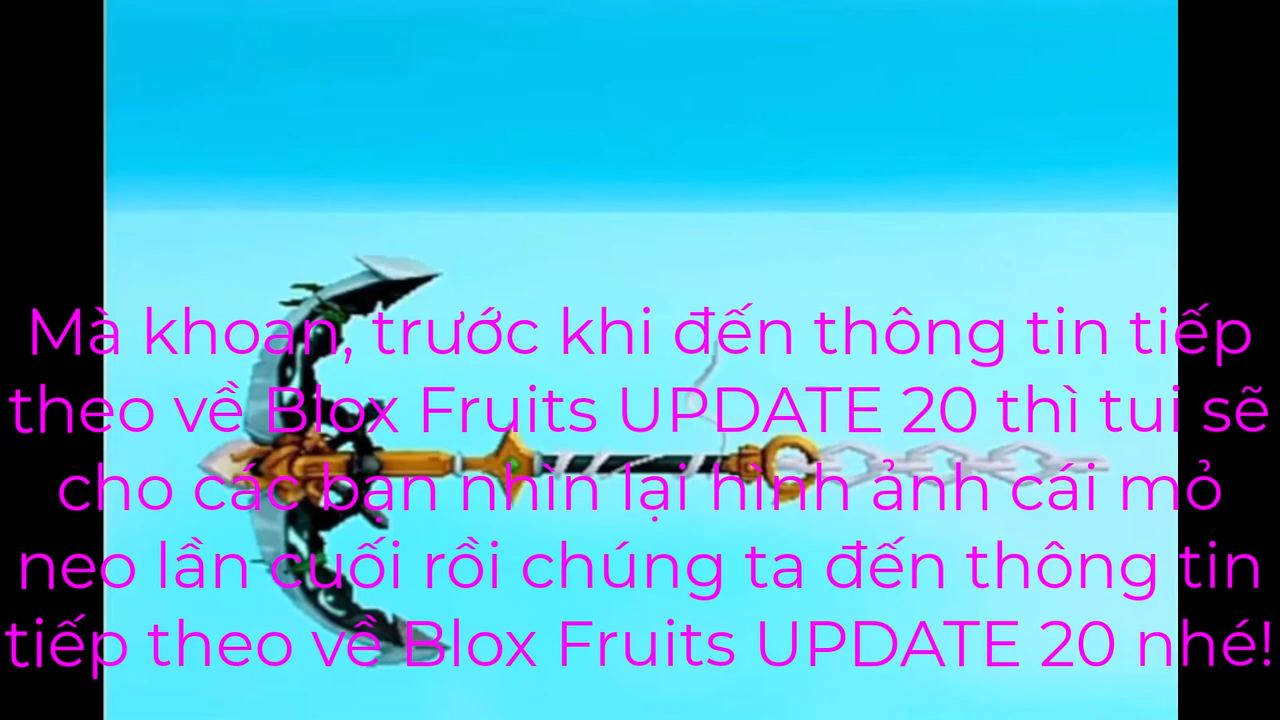 Mà khoan, trước khi đến thông tin tiếp
theo về Blox Fruits UPDATE 20 thì tui sẽ
cho các bạn nhìn lại hình ảnh cái mỏ
neo lần cuối rồi chúng ta đến thông tin
tiếp theo về Blox Fruits UPDATE 20 nhé!